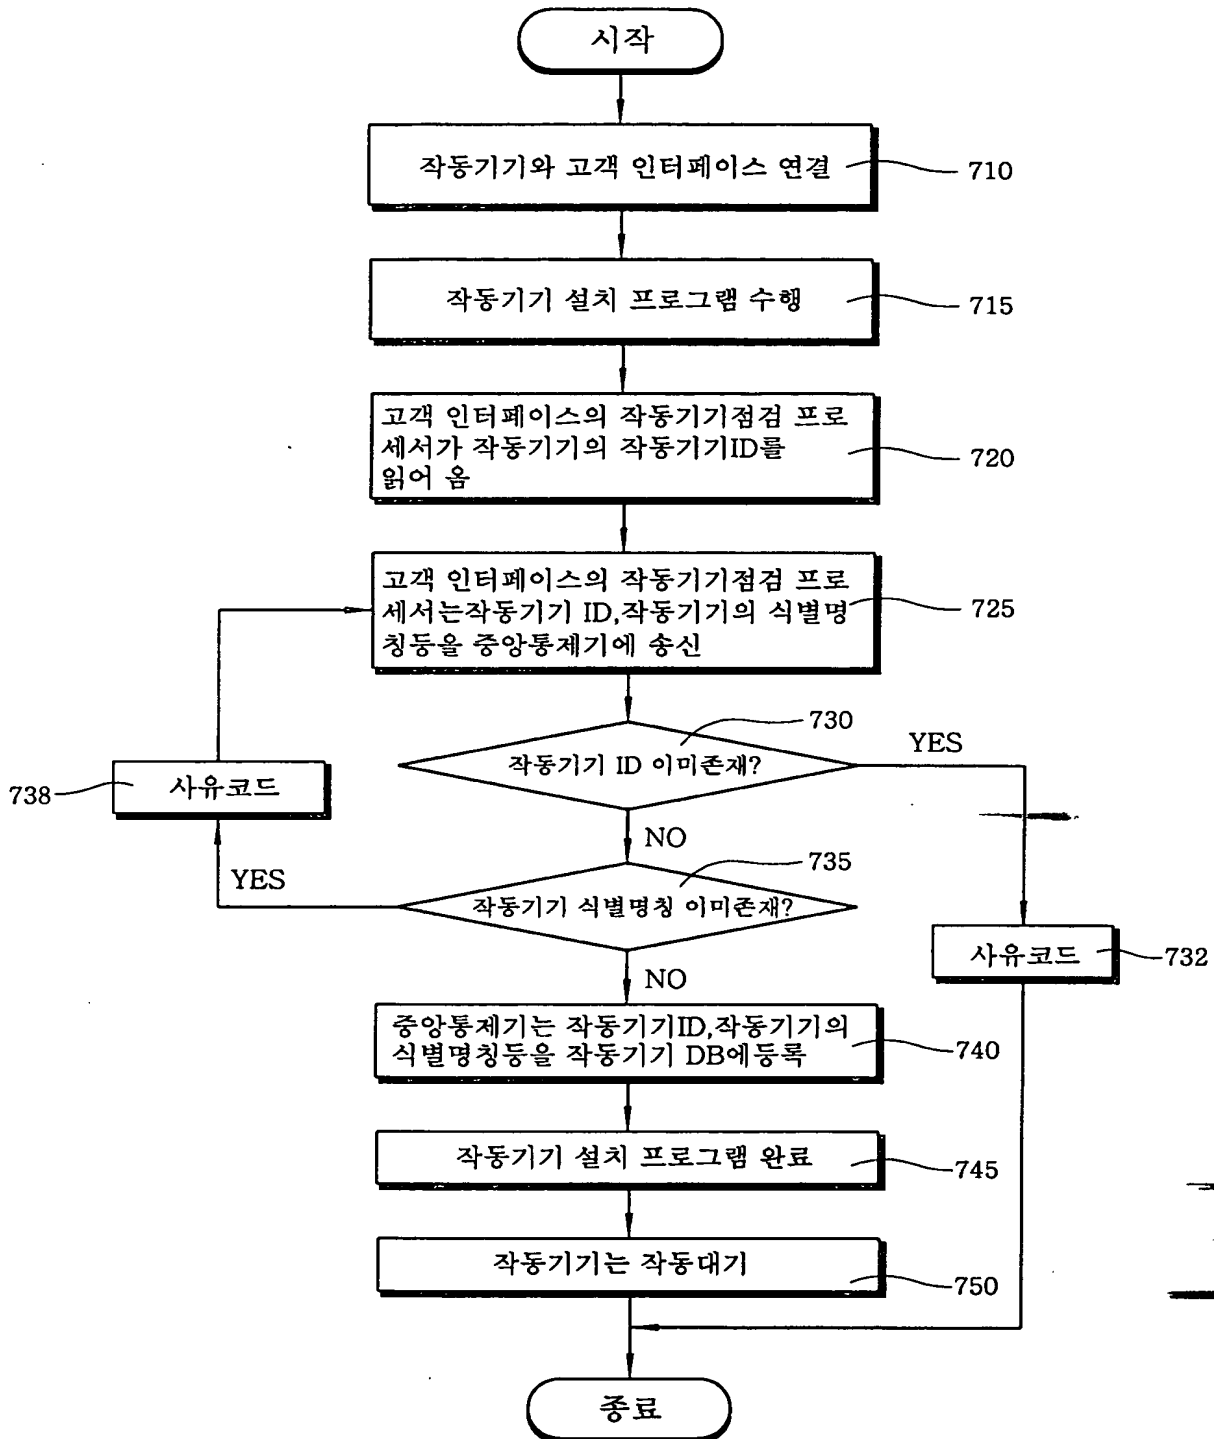 시작
작동기기와 고객 인터페이스 연결
710
작동기기 설치 프로그램 수행
715
고객 인터페이스의 작동기기점검 프로
세서가 작동기기의 작동기기ID를
읽어 옴
720
고객 인터페이스의 작동기기점검 프로
세서는작동기기 ID,작동기기의 식별명
칭등을 중앙통제기에 송신
725
730
작동기기 ID 이미존재?
YES
738
사유코드
NO
735
YES
작동기기 식별명칭 이미존재?
사유코드
732
NO
중앙통제기는 작동기기ID,작동기기의
식별명칭등을 작동기기 DB에등록
740
작동기기 설치 프로그램 완료
745
작동기기는 작동대기
750
종료